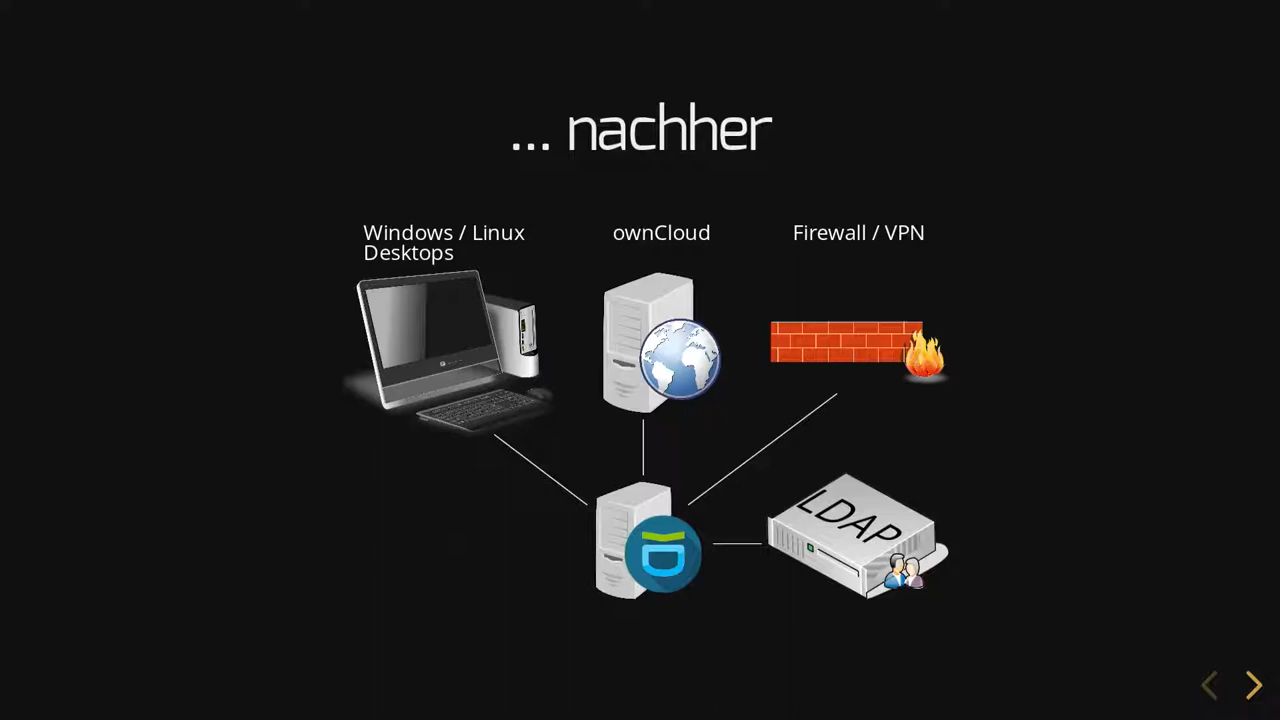 ... nachher
Windows / Linux
Desktops
ownCloud
Firewall / VPN
LDAP